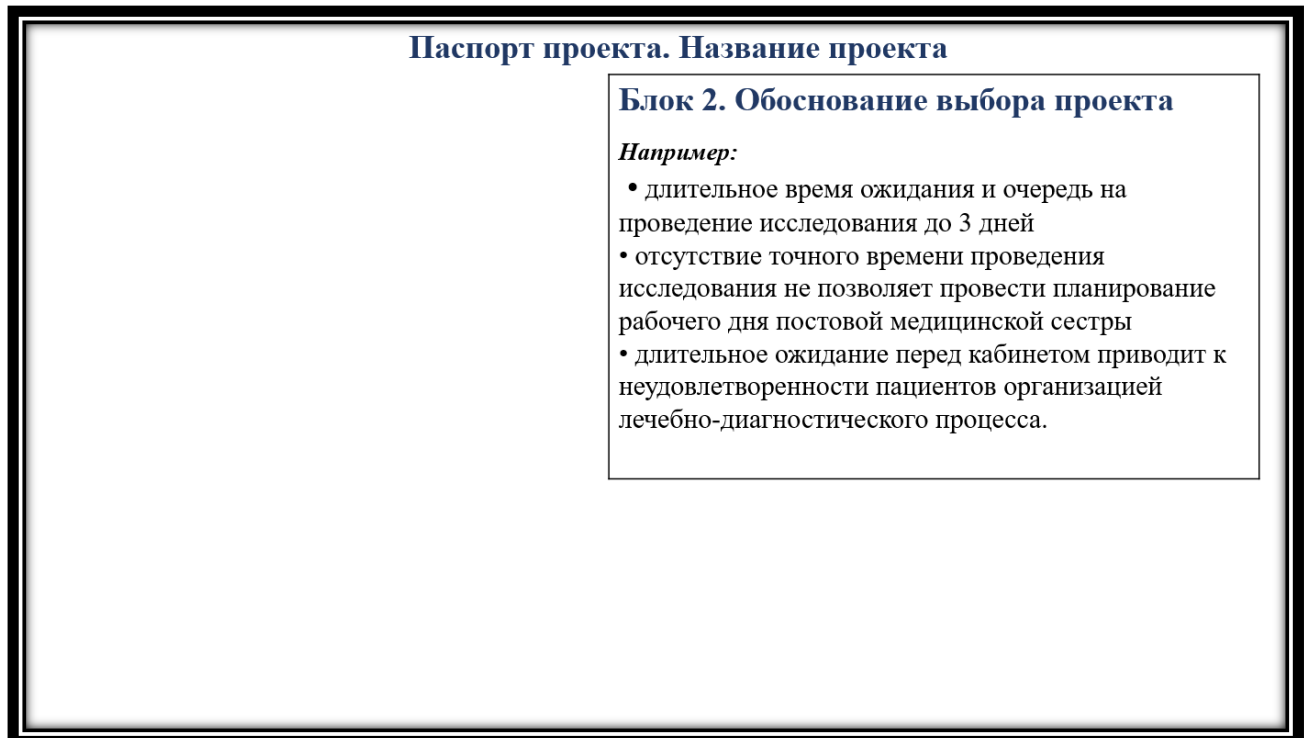 Паспорт проекта. Название проекта
Блок 2. Обоснование выбора проекта
Например:
• длительное время ожидания и очередь на
проведение исследования до 3 дней
• отсутствие точного времени проведения
исследования не позволяет провести планирование
рабочего дня постовой медицинской сестры
• длительное ожидание перед кабинетом приводит к
неудовлетворенности пациентов организацией
лечебно-диагностического процесса.